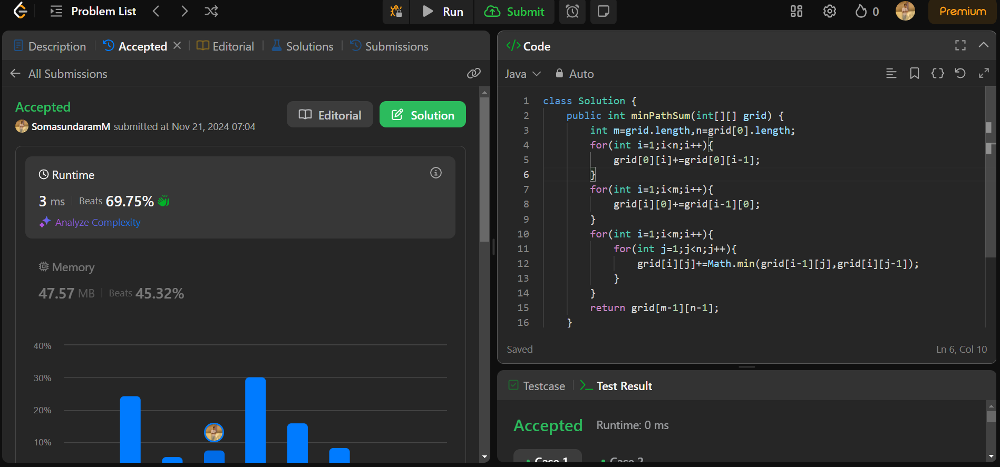 Problem List
Run
Submit
0
Premium
Description
Accepted
Editorial
Solutions
Submissions
All Submissions
Accepted
SomasundaramM submitted at Nov 21, 2024 07:04
Editorial
Solution
Runtime
3 ms
Beats 69.75%
Analyze Complexity
Memory
47.57 MB
Beats 45.32%
40%
30%
20%
10%
</> Code
Java
Auto
1 class Solution {
2 public int minPathSum(int[][] grid) {
3 int m=grid.length,n=grid[0].length;
4 for(int i=1;i<n;i++){
5 grid[0][i]+=grid[0][i-1];
6 }
7 for(int i=1;i<m;i++){
8 grid[i][0]+=grid[i-1][0];
9 }
10 for(int i=1;i<m;i++){
11 for(int j=1;j<n;j++){
12 grid[i][j]+=Math.min(grid[i-1][j],grid[i][j-1]);
13 }
14 }
15 return grid[m-1][n-1];
16 }
Saved
Ln 6, Col 10
Testcase
Test Result
Accepted
Runtime: 0 ms
Case 1
Case 2